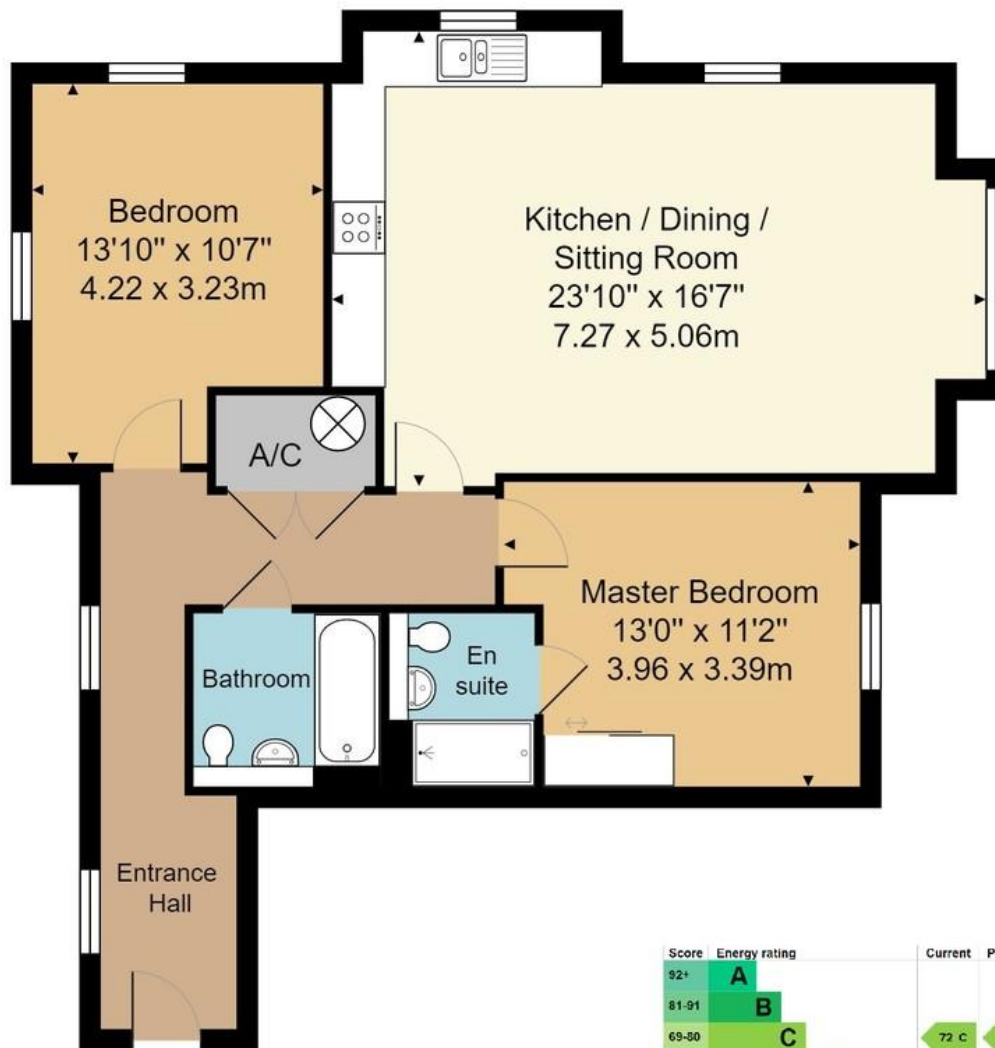 Bedroom
13'10" x 10'7"
4.22 x 3.23m
Kitchen / Dining /
Sitting Room
23'10" x 16'7"
7.27 x 5.06m
A/C
Master Bedroom
13'0" x 11'2"
3.96 x 3.39m
Bathroom
En
suite
Entrance
Hall
Score Energy rating Current
92+ A
81-91 B
69-80 C 72 C